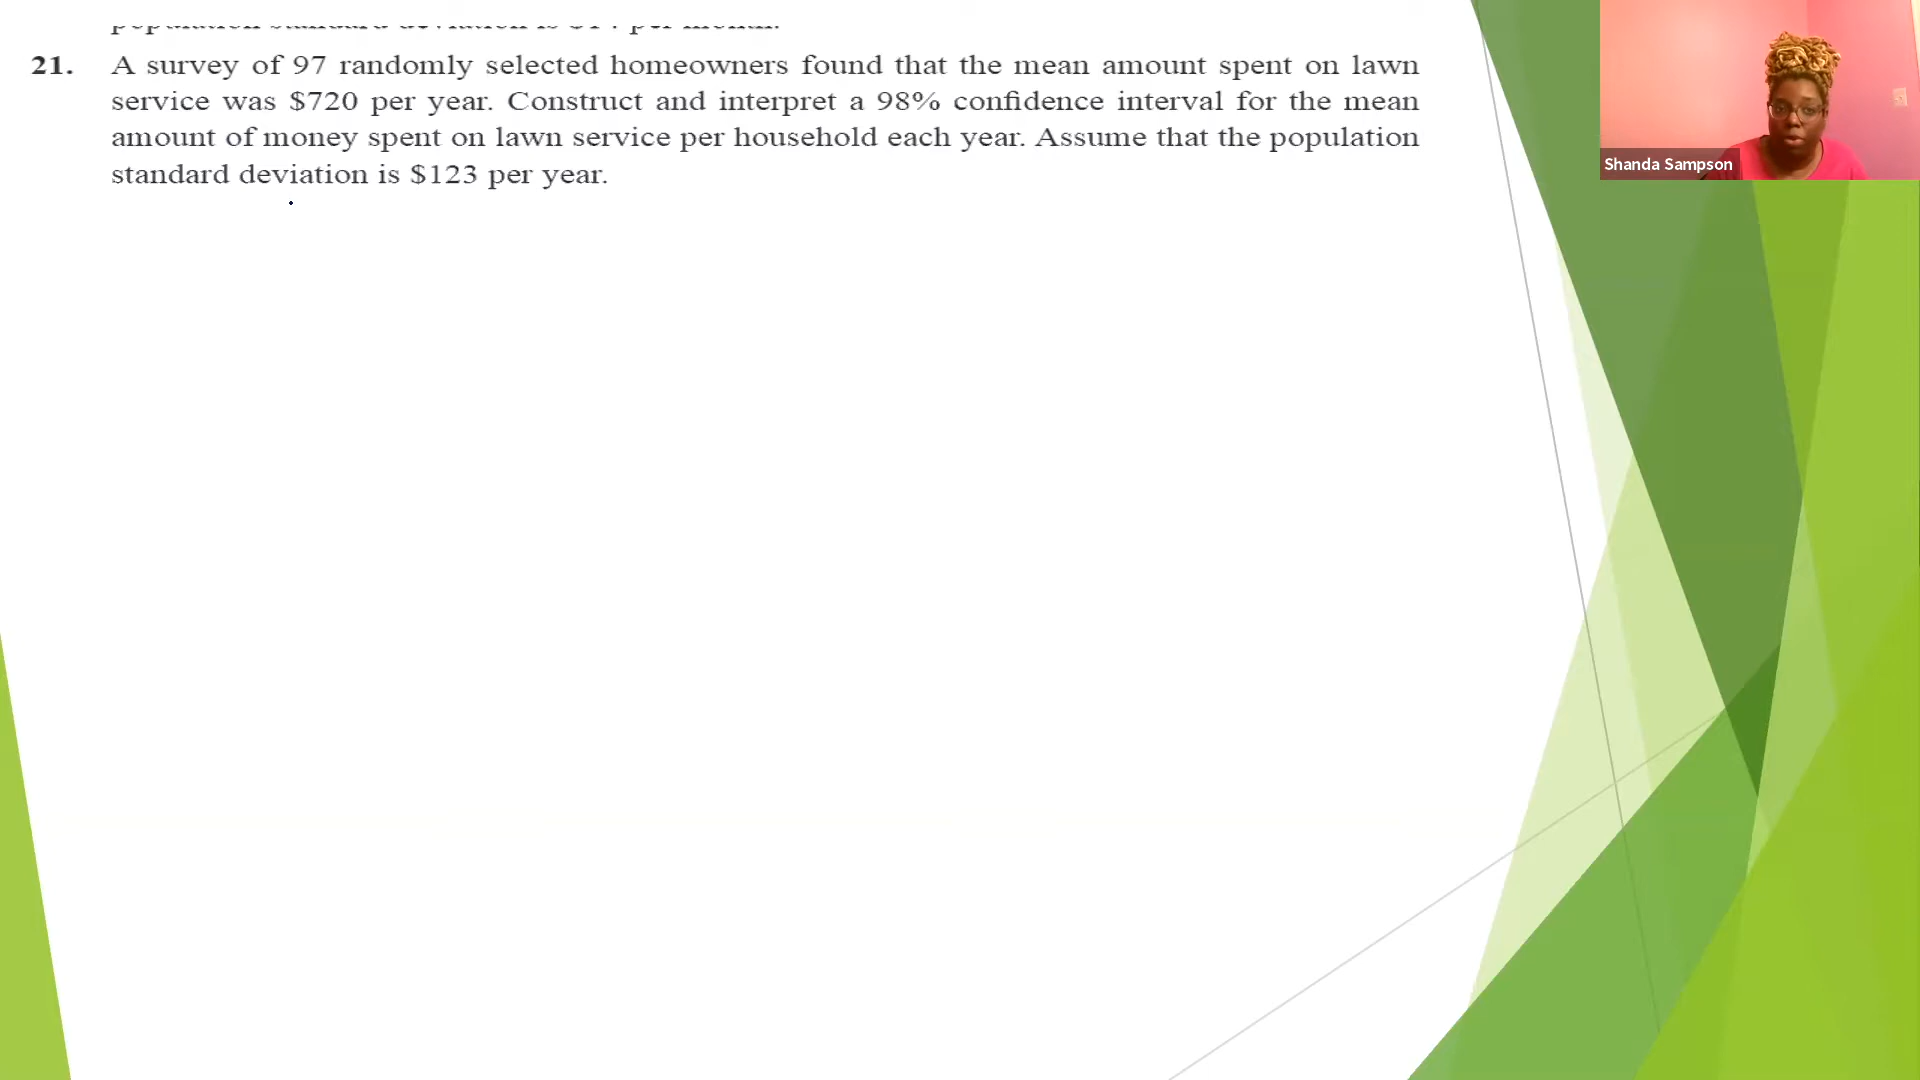 21. A survey of 97 randomly selected homeowners found that the mean amount spent on lawn
service was $720 per year. Construct and interpret a 98% confidence interval for the mean
amount of money spent on lawn service per household each year. Assume that the population
standard deviation is $123 per year.
Shanda Sampson